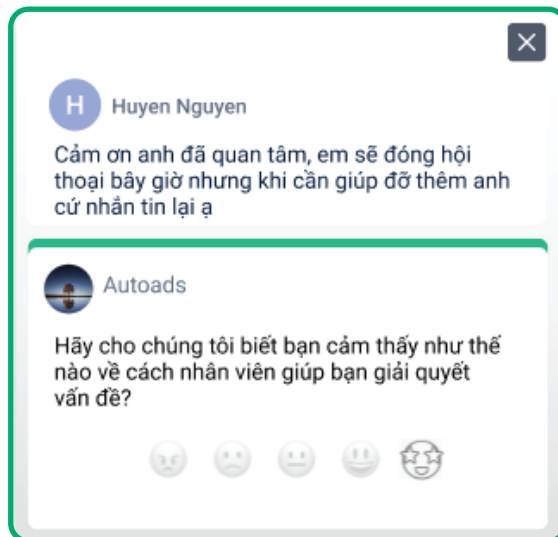 H
Huyen Nguyen
Cảm ơn anh đã quan tâm, em sẽ đóng hội
thoại bây giờ nhưng khi cần giúp đỡ thêm anh
cứ nhắn tin lại ạ
Autoads
Hãy cho chúng tôi biết bạn cảm thấy như thế
nào về cách nhân viên giúp bạn giải quyết
vấn đề?